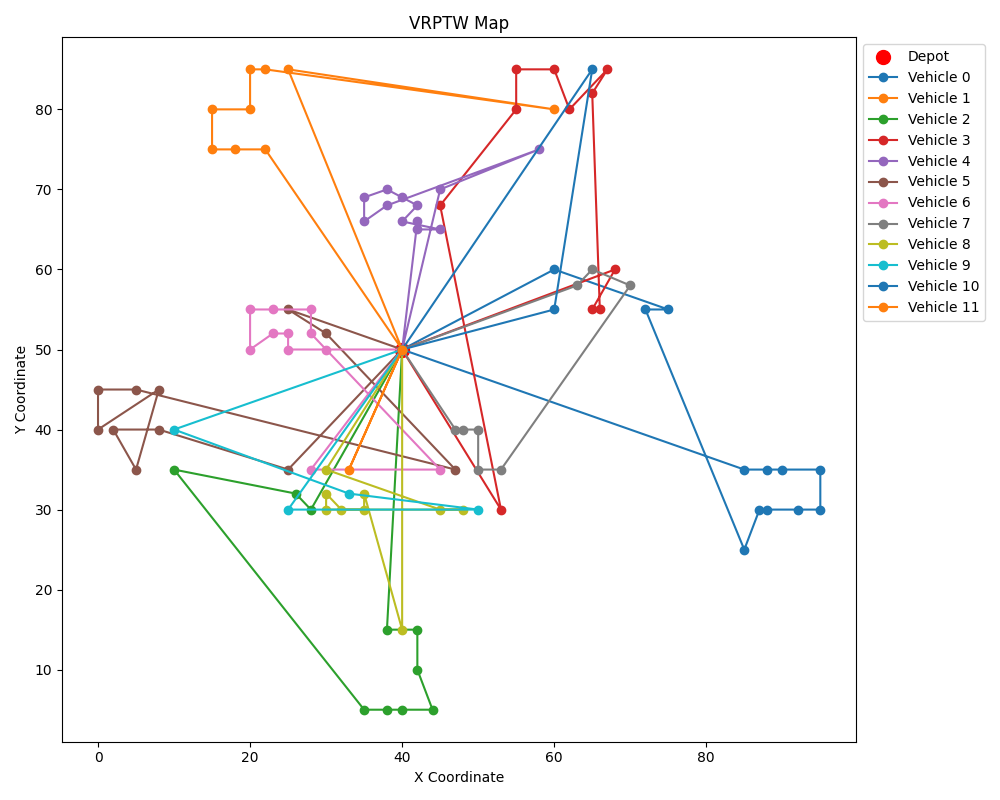 VRPTW Map
Y Coordinate
80
70
60
50
40
30
20
10
0
20
40
60
80
X Coordinate
Depot
Vehicle 0
Vehicle 1
Vehicle 2
Vehicle 3
Vehicle 4
Vehicle 5
Vehicle 6
Vehicle 7
Vehicle 8
Vehicle 9
Vehicle 10
Vehicle 11